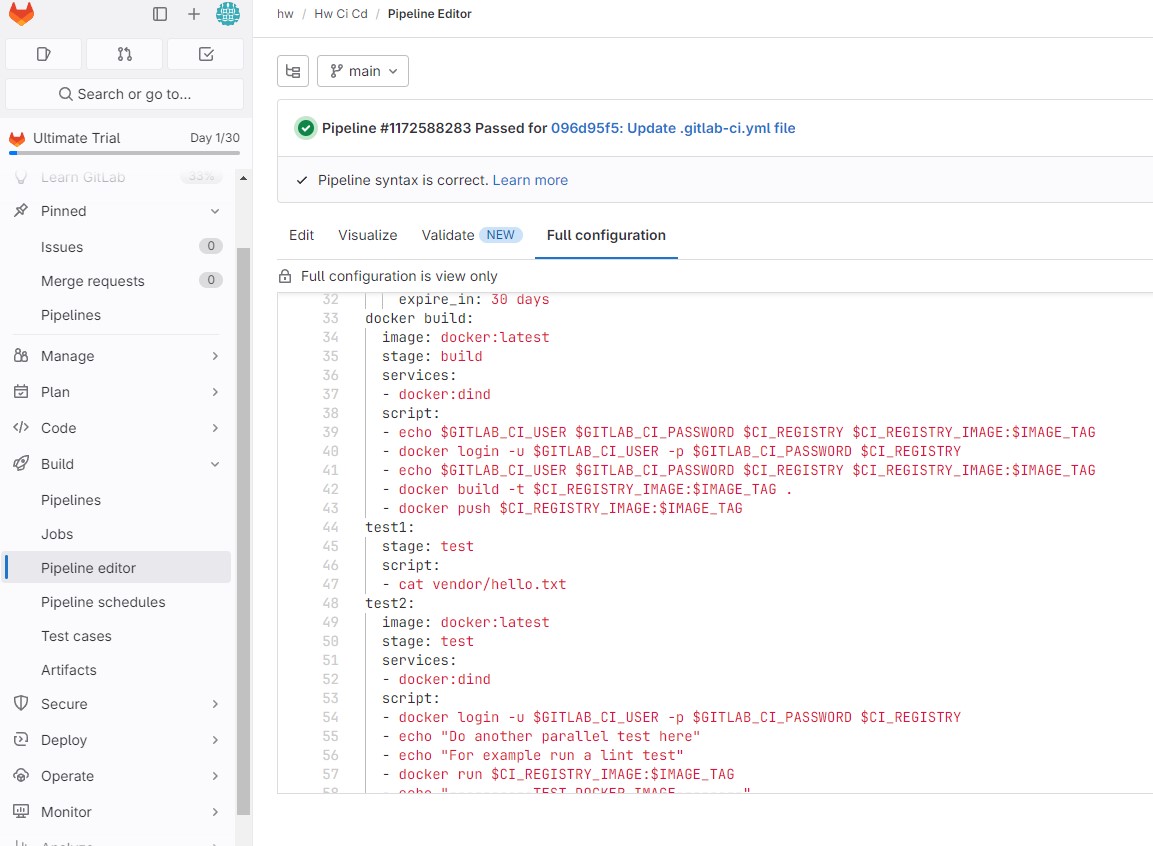 hw / Hw Ci Cd / Pipeline Editor
Search or go to...
Ultimate Trial Day 1/30
Learn GitLab 33%
Pinned
Issues 0
Merge requests 0
Pipelines
Manage
Plan
Code
Build
Pipelines
Jobs
Pipeline editor
Pipeline schedules
Test cases
Artifacts
Secure
Deploy
Operate
Monitor
Analyze
main
Pipeline #1172588283 Passed for 096d95f5: Update .gitlab-ci.yml file
Pipeline syntax is correct. Learn more
Edit Visualize Validate NEW Full configuration
Full configuration is view only
32 expire_in: 30 days
33 docker build:
34 image: docker:latest
35 stage: build
36 services:
37 - docker:dind
38 script:
39 - echo $GITLAB_CI_USER $GITLAB_CI_PASSWORD $CI_REGISTRY $CI_REGISTRY_IMAGE:$IMAGE_TAG
40 - docker login -u $GITLAB_CI_USER -p $GITLAB_CI_PASSWORD $CI_REGISTRY
41 - echo $GITLAB_CI_USER $GITLAB_CI_PASSWORD $CI_REGISTRY $CI_REGISTRY_IMAGE:$IMAGE_TAG
42 - docker build -t $CI_REGISTRY_IMAGE:$IMAGE_TAG .
43 - docker push $CI_REGISTRY_IMAGE:$IMAGE_TAG
44 test1:
45 stage: test
46 script:
47 - cat vendor/hello.txt
48 test2:
49 image: docker:latest
50 stage: test
51 services:
52 - docker:dind
53 script:
54 - docker login -u $GITLAB_CI_USER -p $GITLAB_CI_PASSWORD $CI_REGISTRY
55 - echo "Do another parallel test here"
56 - echo "For example run a lint test"
57 - docker run $CI_REGISTRY_IMAGE:$IMAGE_TAG
58 - echo "----------TEST DOCKER IMAGE--------"